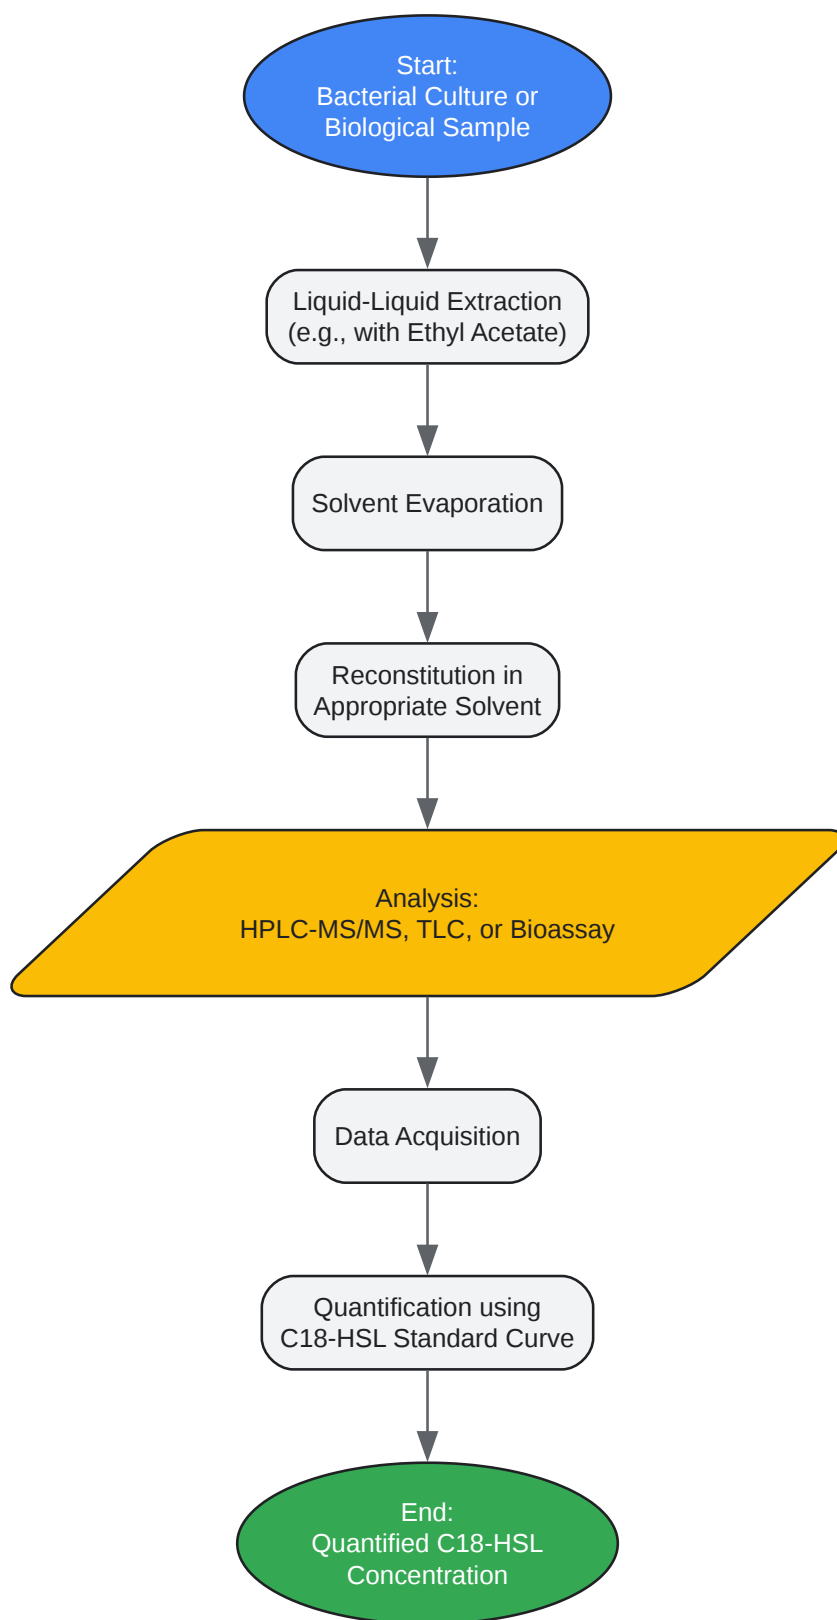 Start:
Bacterial Culture or
Biological Sample
Liquid-Liquid Extraction
(e.g., with Ethyl Acetate)
Solvent Evaporation
Reconstitution in
Appropriate Solvent
Analysis:
HPLC-MS/MS, TLC, or Bioassay
Data Acquisition
Quantification using
C18-HSL Standard Curve
End:
Quantified C18-HSL
Concentration